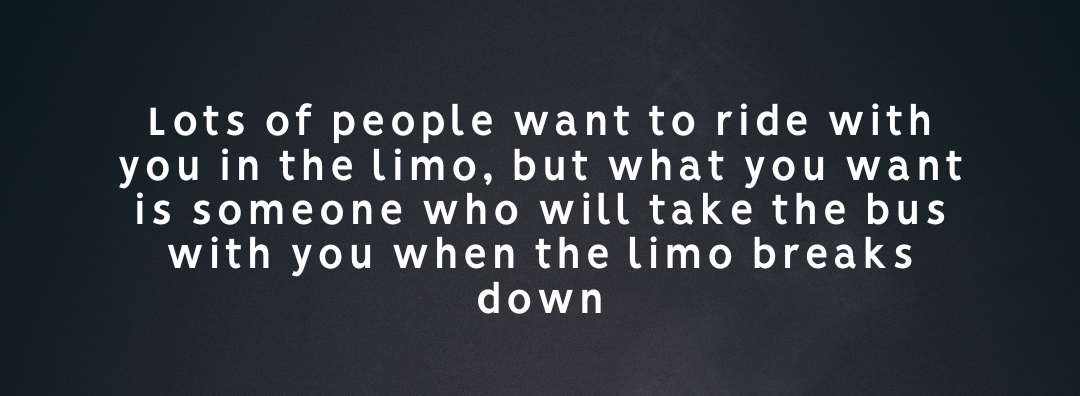 Lots of people want to ride with
you in the limo, but what you want
is someone who will take the bus
with you when the limo breaks
down